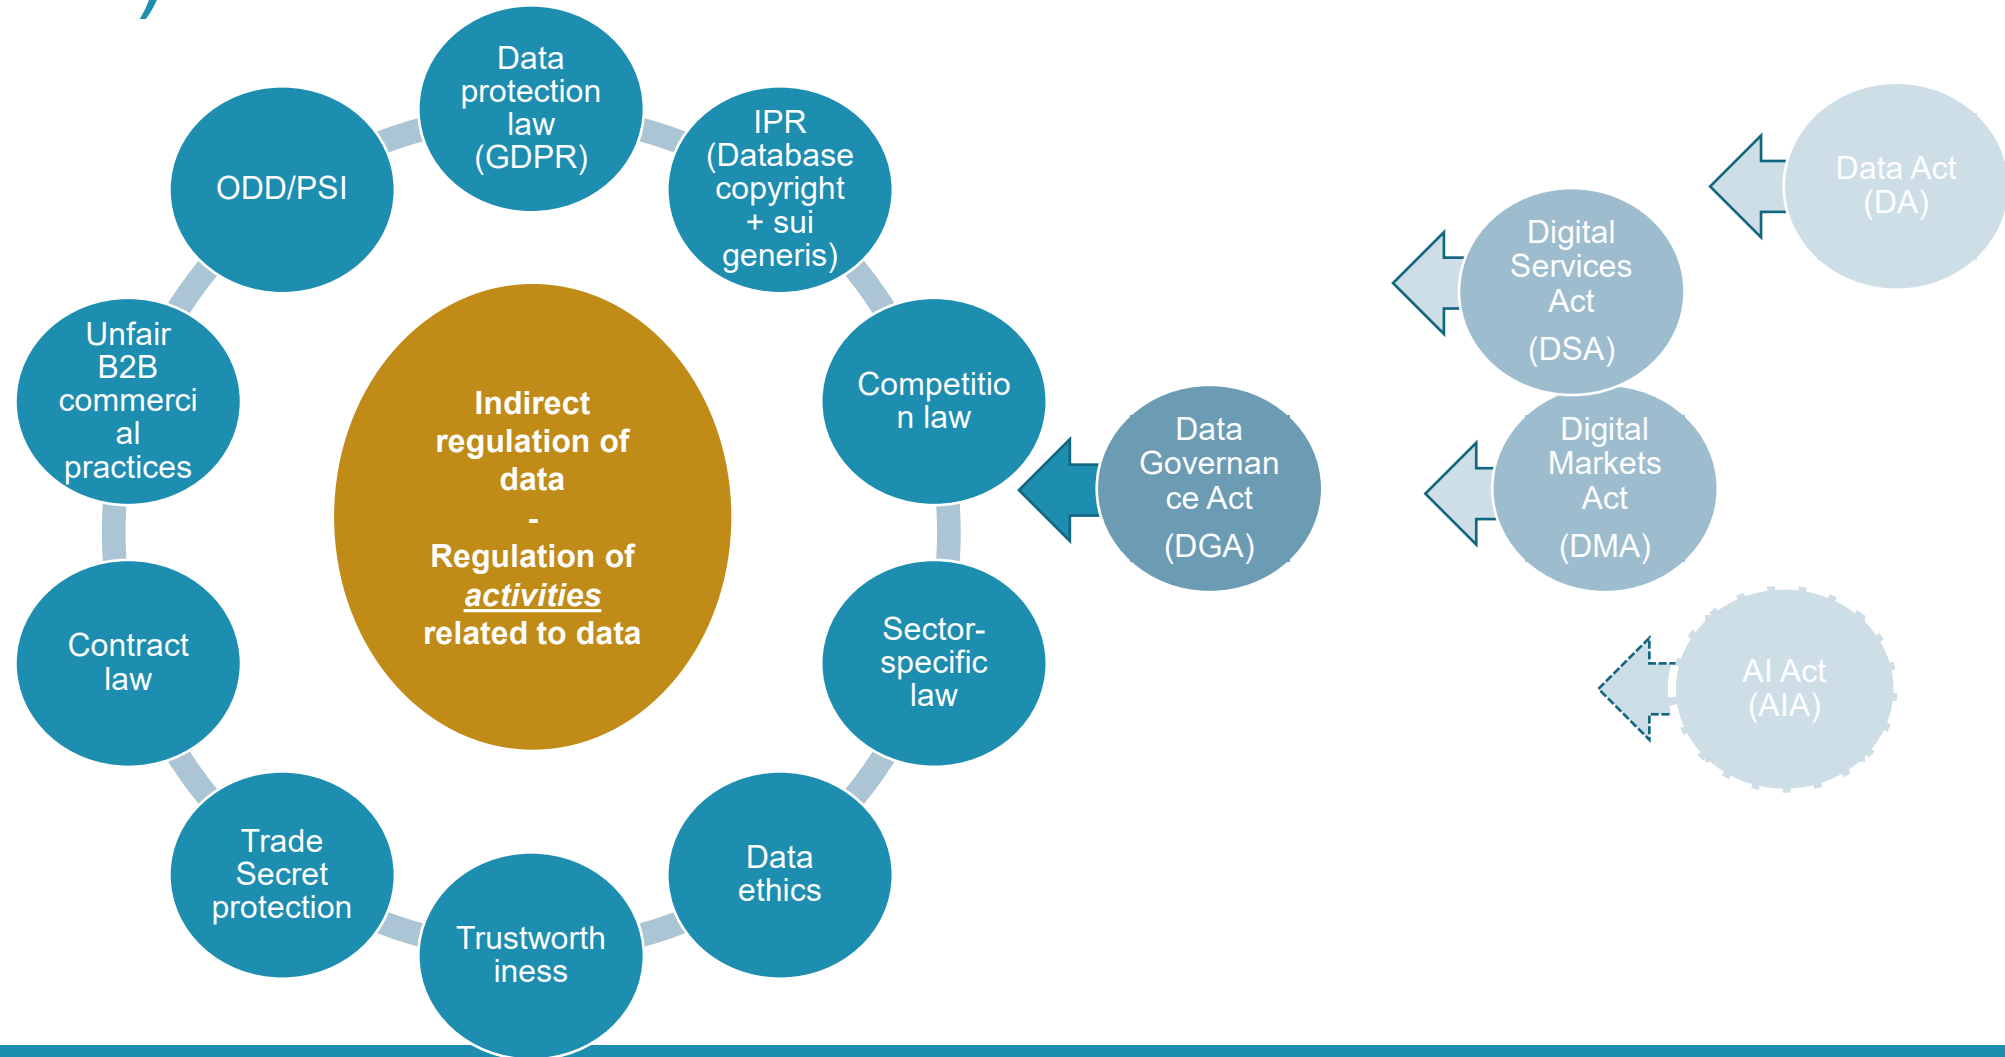 )
Data
protection
law
(GDPR)
IPR
(Database
copyright
+ sui
generis)
Competitio
n law
Sector-
specific
law
Data
ethics
Trustworth
iness
Trade
Secret
protection
Contract
law
Unfair
B2B
commerci
al
practices
ODD/PSI
Indirect
regulation of
data
-
Regulation of
activities
related to data
Data
Governan
ce Act
(DGA)
Digital
Services
Act
(DSA)
Digital
Markets
Act
(DMA)
Data Act
(DA)
AI Act
(AIA)